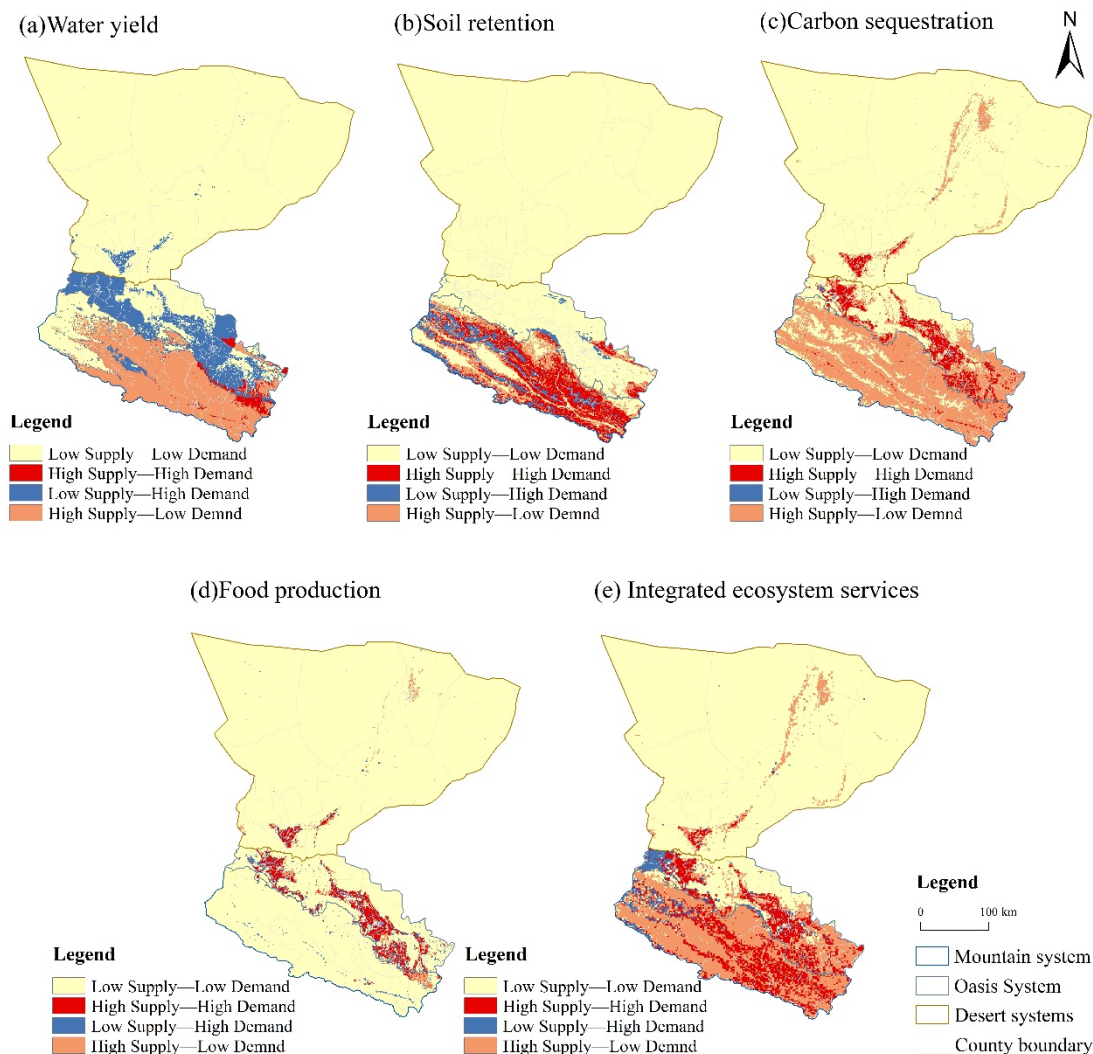 (a)Water yield
(b)Soil retention
(c)Carbon sequestration
N
Legend
Low Supply Low Demand
High Supply—High Demand
Low Supply—High Demand
High Supply—Low Demnd
Legend
Low Supply—Low Demand
High Supply High Demand
Low Supply—High Demand
High Supply—Low Demnd
Legend
Low Supply—Low Demand
High Supply High Demand
Low Supply—High Demand
High Supply—Low Demnd
(d)Food production
(e) Integrated ecosystem services
Legend
Low Supply—Low Demand
High Supply—High Demand
Low Supply—High Demand
High Supply—Low Demnd
Legend
Low Supply—Low Demand
High Supply—High Demand
Low Supply—High Demand
High Supply—Low Demnd
Legend
0 100 km
Mountain system
Oasis System
Desert systems
County boundary